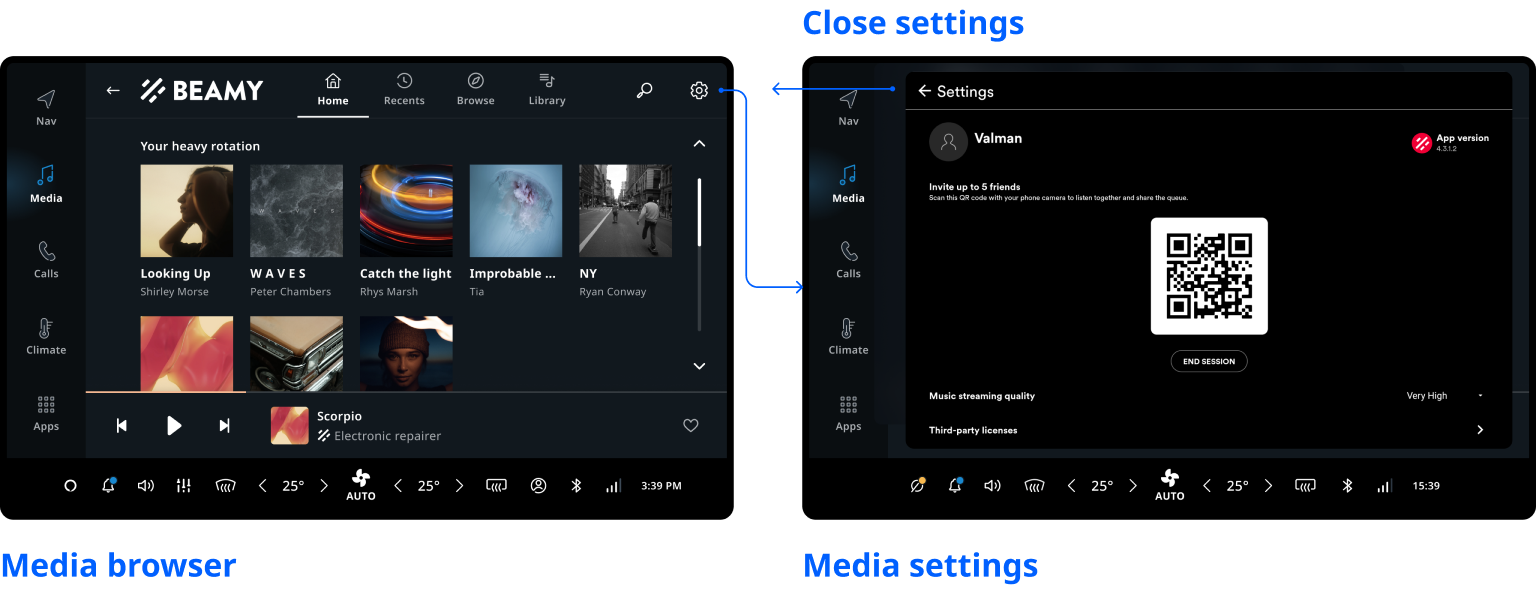 Close settings
BEAMY
Home
Recents
Browse
Library
Nav
Media
Calls
Climate
Apps
Your heavy rotation
W A V E S
Looking Up
Shirley Morse
W A V E S
Peter Chambers
Catch the light
Rhys Marsh
Improbable ...
Tia
NY
Ryan Conway
Scorpio
Electronic repairer
25°
AUTO
25°
3:39 PM
Media browser
Nav
Media
Calls
Climate
Apps
Settings
Valman
App version
4.3.1.2
Invite up to 5 friends
Scan this QR code with your phone camera to listen together and share the queue.
END SESSION
Music streaming quality
Very High
Third-party licenses
25°
AUTO
25°
15:39
Media settings